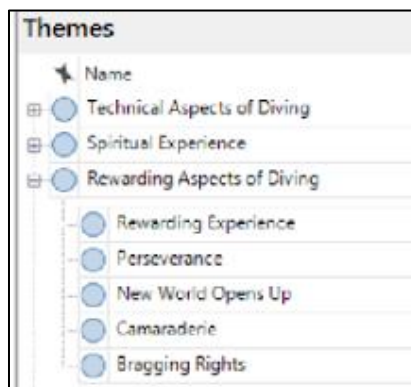 Themes
Name
Technical Aspects of Diving
Spiritual Experience
Rewarding Aspects of Diving
Rewarding Experience
Perseverance
New World Opens Up
Camaraderie
Bragging Rights